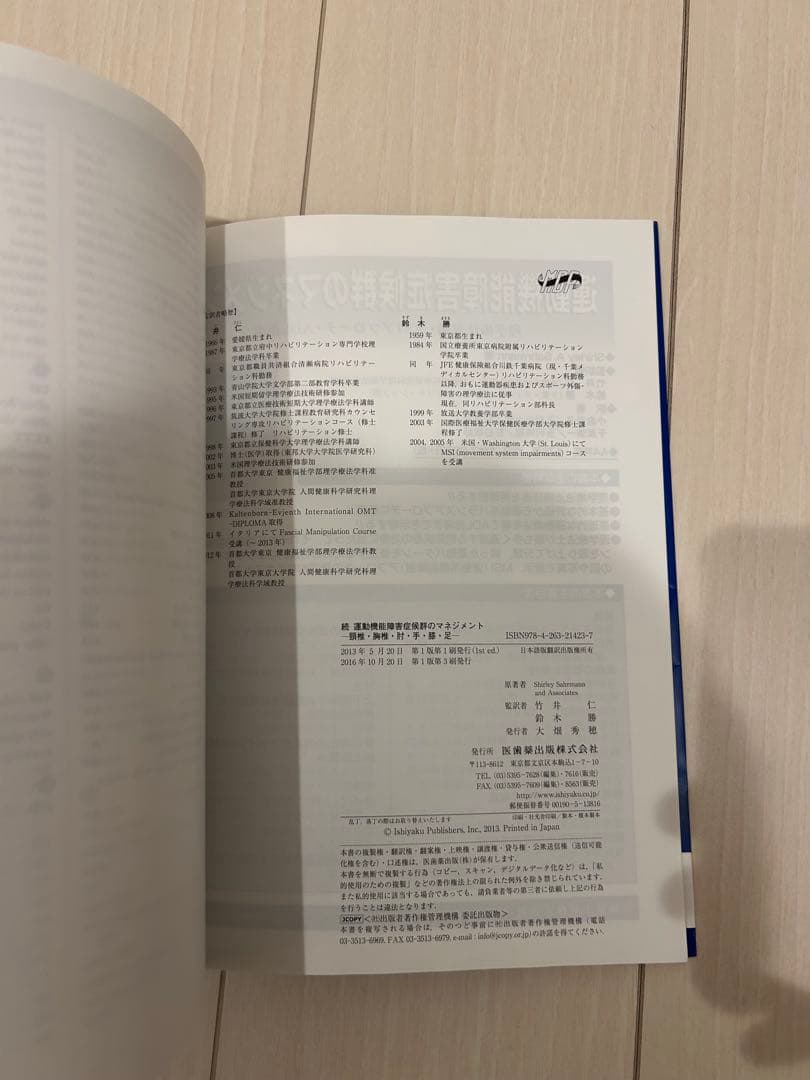 訳者略歴】
井 仁
1966年 愛媛県生まれ
1987年 東京都立府中リハビリテーション専門学校理
学療法学科卒業
同 年 東京都職員共済組合清瀬病院リハビリテー
ション科勤務
1993年 青山学院大学文学部第二部教育学科卒業
995年 米国短期留学理学療法技術研修参加
996年 東京都立医療技術短期大学理学療法学科講師
997年 筑波大学大学院修士課程教育研究科カウンセ
リング専攻リハビリテーションコース（修士
課程）修了 リハビリテーション修士
998年 東京都立保健科学大学理学療法学科講師
002年 博士(医学)取得(東邦大学大学院医学研究科)
003年 米国理学療法技術研修参加
005年 首都大学東京 健康福祉学部理学療法学科准
教授
首都大学東京大学院 人間健康科学研究科理
学療法科学域准教授
008年 Kaltenborn-Evjenth International OMT
-DIPLOMA 取得
011年 イタリアにて Fascial Manipulation Course
受講（～2013年）
012年 首都大学東京 健康福祉学部理学療法学科教
授
首都大学東京大学院 人間健康科学研究科理
学療法科学域教授
鈴木 勝
1959年 東京都生まれ
1984年 国立療養所東京病院附属リハビリテーション
学院卒業
同 年 JFE健康保険組合川鉄千葉病院（現・千葉メ
ディカルセンター）リハビリテーション科勤務
以降，おもに運動器疾患およびスポーツ外傷・
障害の理学療法に従事
現在，同リハビリテーション部科長
1999年 放送大学教養学部卒業
2003年 国際医療福祉大学保健医療学部大学院修士課
程修了
2004, 2005年 米国・Washington大学(St. Louis)にて
MSI(movement system impairments)コース
を受講
続 運動機能障害症候群のマネジメント
―頸椎・胸椎・肘・手・膝・足― ISBN978-4-263-21423-7
2013年 5月20日 第1版第1刷発行(1st ed.) 日本語版翻訳出版権所有
2016年10月20日 第1版第3刷発行
原著者 Shirley Sahrmann
and Associates
監訳者 竹井 仁
鈴木 勝
発行者 大畑秀穂
発行所 医歯薬出版株式会社
〒113-8612 東京都文京区本駒込1-7-10
TEL. (03)5395-7628(編集)・7616(販売)
FAX. (03)5395-7609(編集)・8563(販売)
http://www.ishiyaku.co.jp/
郵便振替番号 00190-5-13816
乱丁，落丁の際はお取り替えいたします 印刷・壮光舎印刷／製本・榎本製本
© Ishiyaku Publishers, Inc., 2013. Printed in Japan
本書の複製権・翻訳権・翻案権・上映権・譲渡権・貸与権・公衆送信権（送信可能
化権を含む）・口述権は，医歯薬出版(株)が保有します．
本書を無断で複製する行為（コピー，スキャン，デジタルデータ化など）は，「私
的使用のための複製」などの著作権法上の限られた例外を除き禁じられています．
また私的使用に該当する場合であっても，請負業者等の第三者に依頼し上記の行為
を行うことは違法となります．
JCOPY ＜㈳出版者著作権管理機構 委託出版物＞
本書を複写される場合は，そのつど事前に㈳出版者著作権管理機構（電話
03-3513-6969, FAX 03-3513-6979, e-mail : info@jcopy.or.jp）の許諾を得てください．